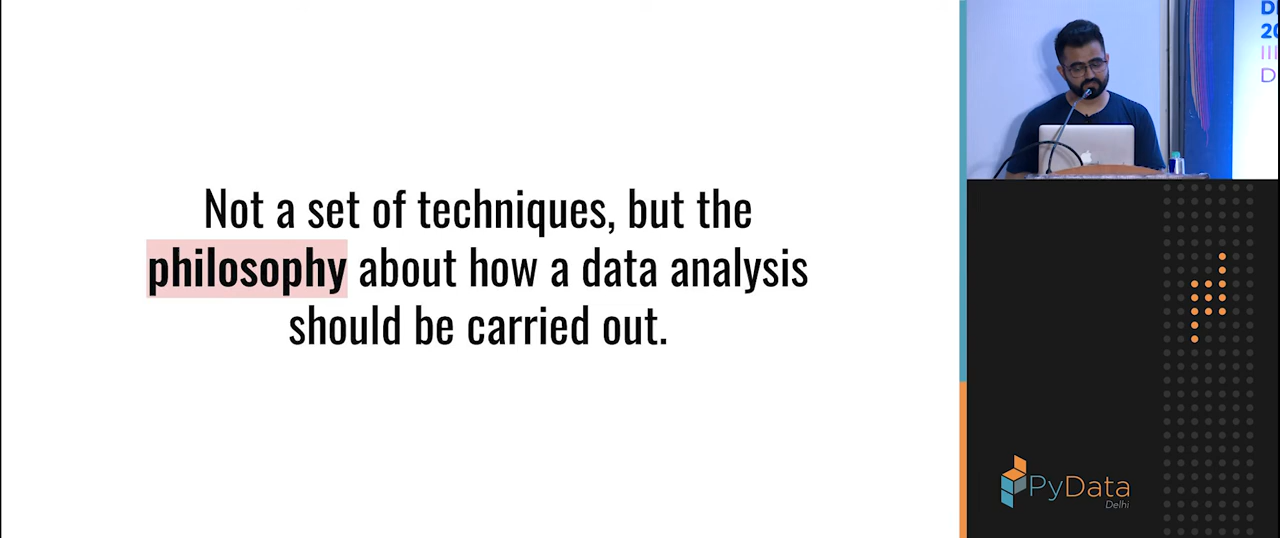 Not a set of techniques, but the
philosophy about how a data analysis
should be carried out.
PyData
Delhi